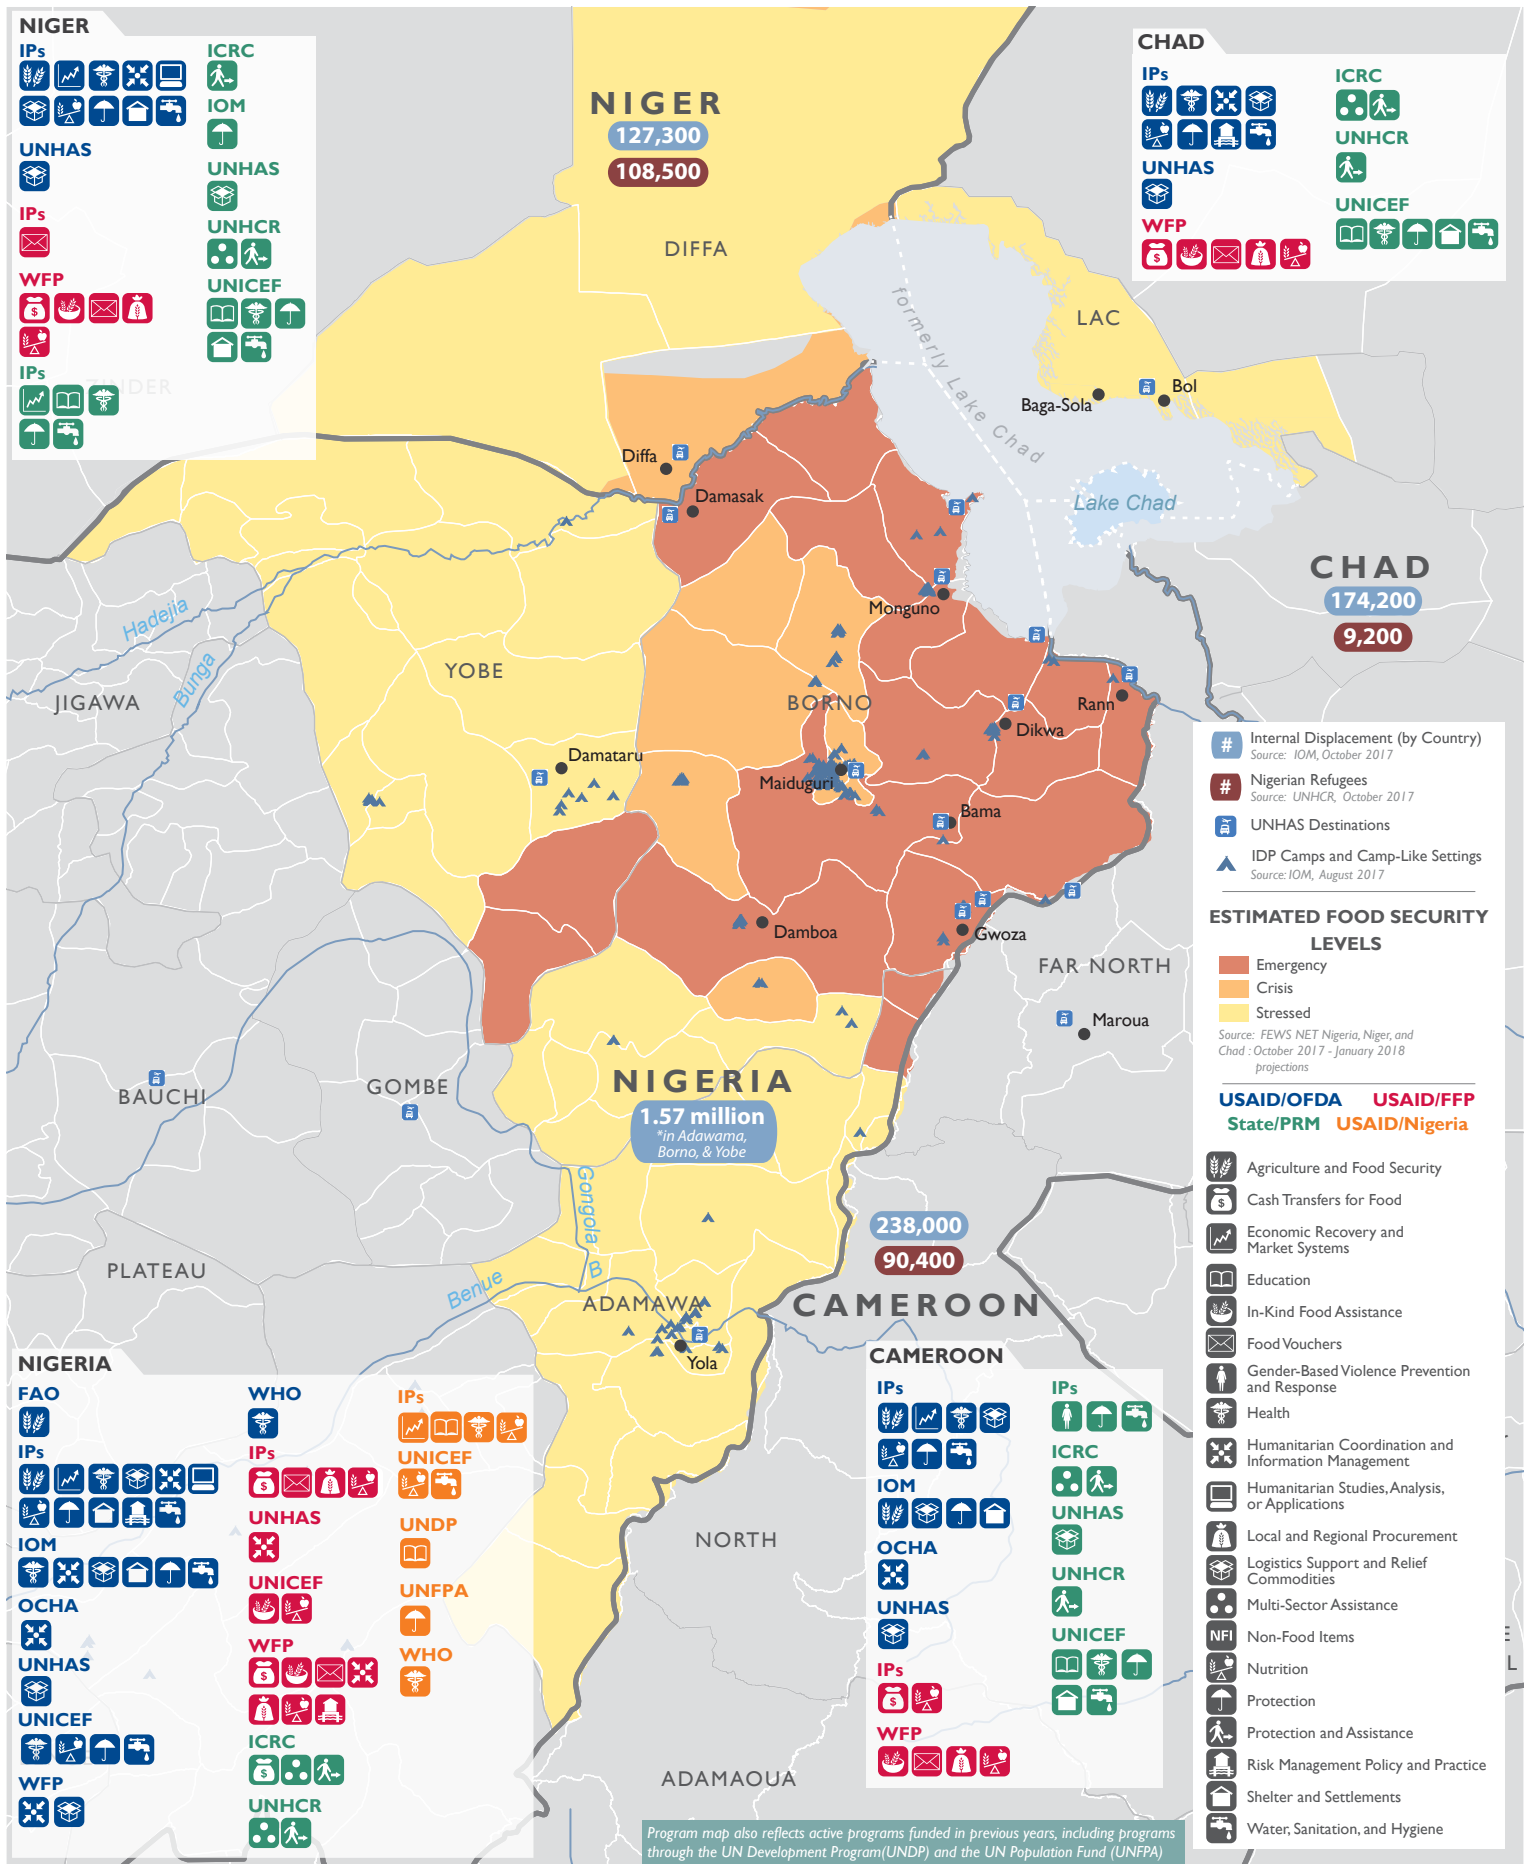 NIGER
IPs
UNHAS
IPs
WFP
IPs
ICRC
IOM
UNHAS
UNHCR
UNICEF
ZINDER
NIGER
127,300
108,500
DIFFA
CHAD
IPs
UNHAS
WFP
ICRC
UNHCR
UNICEF
LAC
formerly Lake Chad
Bol
Baga-Sola
Lake Chad
Diffa
Damasak
CHAD
174,200
9,200
Monguno
Hadejia
Bunga
YOBE
JIGAWA
BORNO
Rann
Dikwa
Damataru
Maiduguri
Bama
Damboa
Gwoza
FAR NORTH
Maroua
# Internal Displacement (by Country)
Source: IOM, October 2017
# Nigerian Refugees
Source: UNHCR, October 2017
UNHAS Destinations
IDP Camps and Camp-Like Settings
Source: IOM, August 2017
ESTIMATED FOOD SECURITY
LEVELS
Emergency
Crisis
Stressed
Source: FEWS NET Nigeria, Niger, and
Chad : October 2017 - January 2018
projections
USAID/OFDA USAID/FFP
State/PRM USAID/Nigeria
Agriculture and Food Security
Cash Transfers for Food
Economic Recovery and
Market Systems
Education
In-Kind Food Assistance
Food Vouchers
Gender-Based Violence Prevention
and Response
Health
Humanitarian Coordination and
Information Management
Humanitarian Studies, Analysis,
or Applications
Local and Regional Procurement
Logistics Support and Relief
Commodities
Multi-Sector Assistance
NFI Non-Food Items
Nutrition
Protection
Protection and Assistance
Risk Management Policy and Practice
Shelter and Settlements
Water, Sanitation, and Hygiene
BAUCHI
GOMBE
NIGERIA
1.57 million
*in Adawama,
Borno, & Yobe
Gongola
B
Benue
PLATEAU
ADAMAWA
Yola
238,000
90,400
CAMEROON
NORTH
ADAMAOUA
E
L
NIGERIA
FAO
IPs
IOM
OCHA
UNHAS
UNICEF
WFP
WHO
IPs
UNHAS
UNICEF
WFP
ICRC
UNHCR
IPs
UNICEF
UNDP
UNFPA
WHO
CAMEROON
IPs
IOM
OCHA
UNHAS
IPs
WFP
IPs
ICRC
UNHAS
UNHCR
UNICEF
Program map also reflects active programs funded in previous years, including programs
through the UN Development Program(UNDP) and the UN Population Fund (UNFPA)